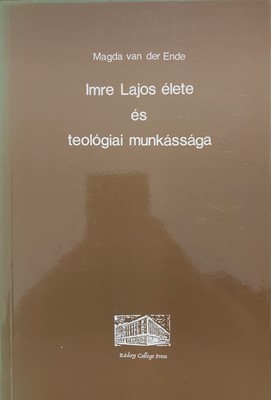 Magda van der Ende
Imre Lajos élete
és
teológiai munkássága
Ráday College Press